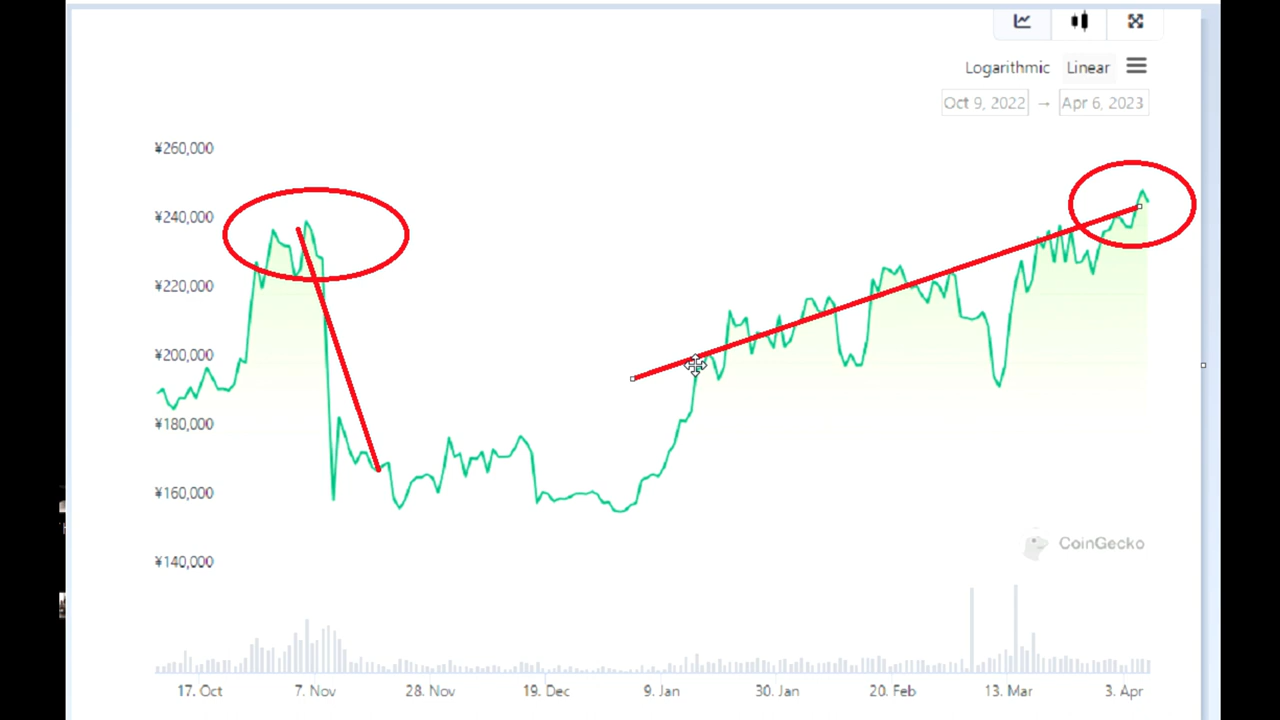 Logarithmic Linear
Oct 9, 2022 → Apr 6, 2023
¥260,000
¥240,000
¥220,000
¥200,000
¥180,000
¥160,000
¥140,000
CoinGecko
17. Oct 7. Nov 28. Nov 19. Dec 9. Jan 30. Jan 20. Feb 13. Mar 3. Apr